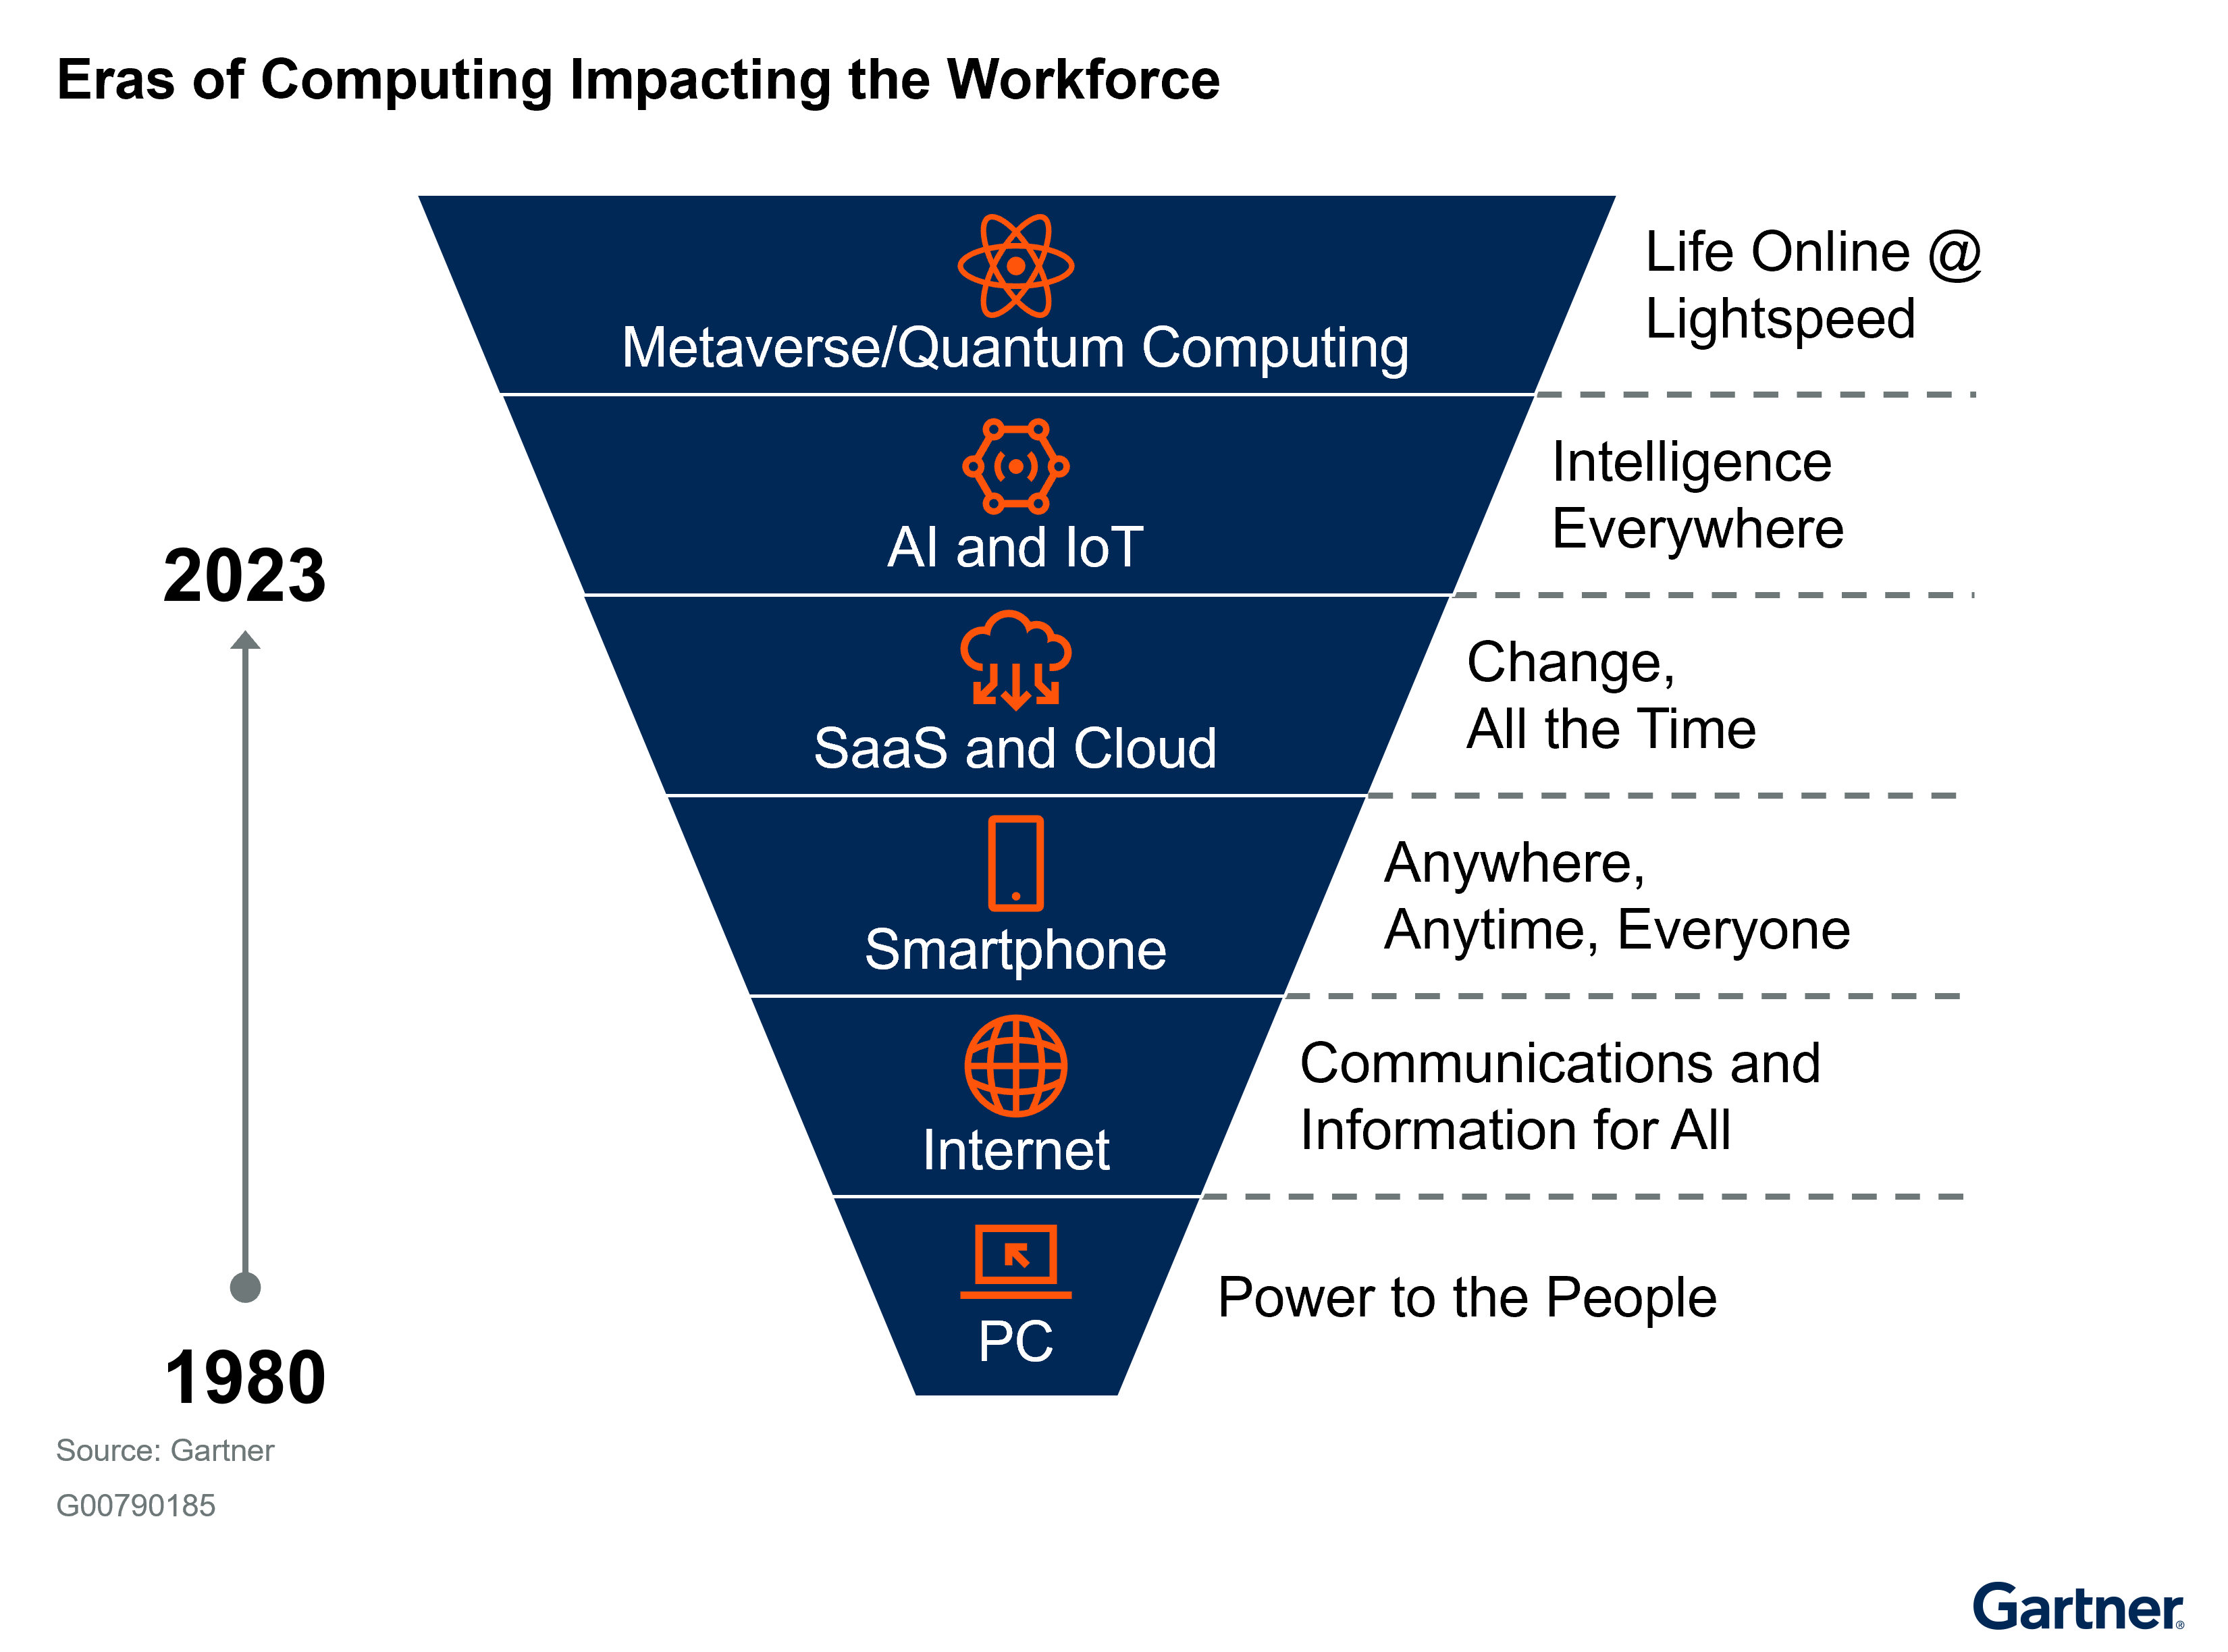 Eras of Computing Impacting the Workforce
Metaverse/Quantum Computing
Life Online @
Lightspeed
AI and IoT
Intelligence
Everywhere
2023
SaaS and Cloud
Change,
All the Time
Smartphone
Anywhere,
Anytime, Everyone
Internet
Communications and
Information for All
PC
Power to the People
1980
Source: Gartner
G00790185
Gartner®